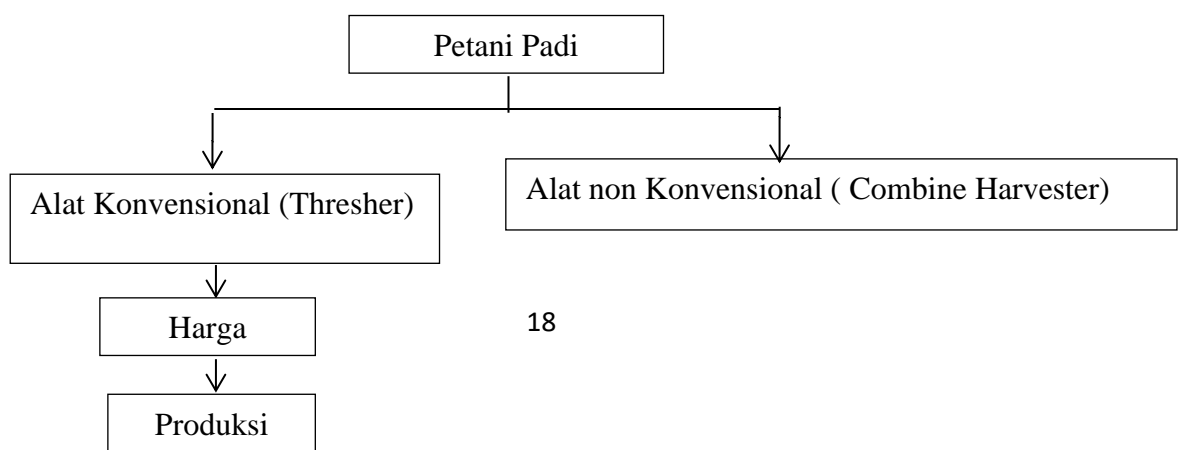 Petani Padi
Alat Konvensional (Thresher)
Alat non Konvensional ( Combine Harvester)
Harga
18
Produksi